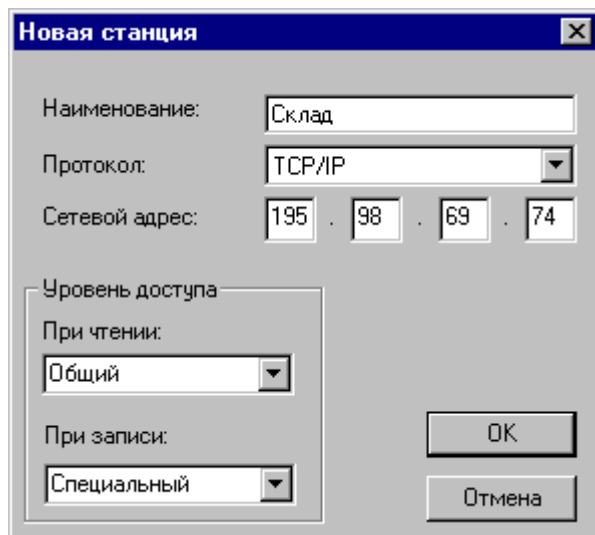 Новая станция
Наименование: Склад
Протокол: TCP/IP
Сетевой адрес: 195 . 98 . 69 . 74
Уровень доступа
При чтении:
Общий
При записи:
Специальный
OK
Отмена